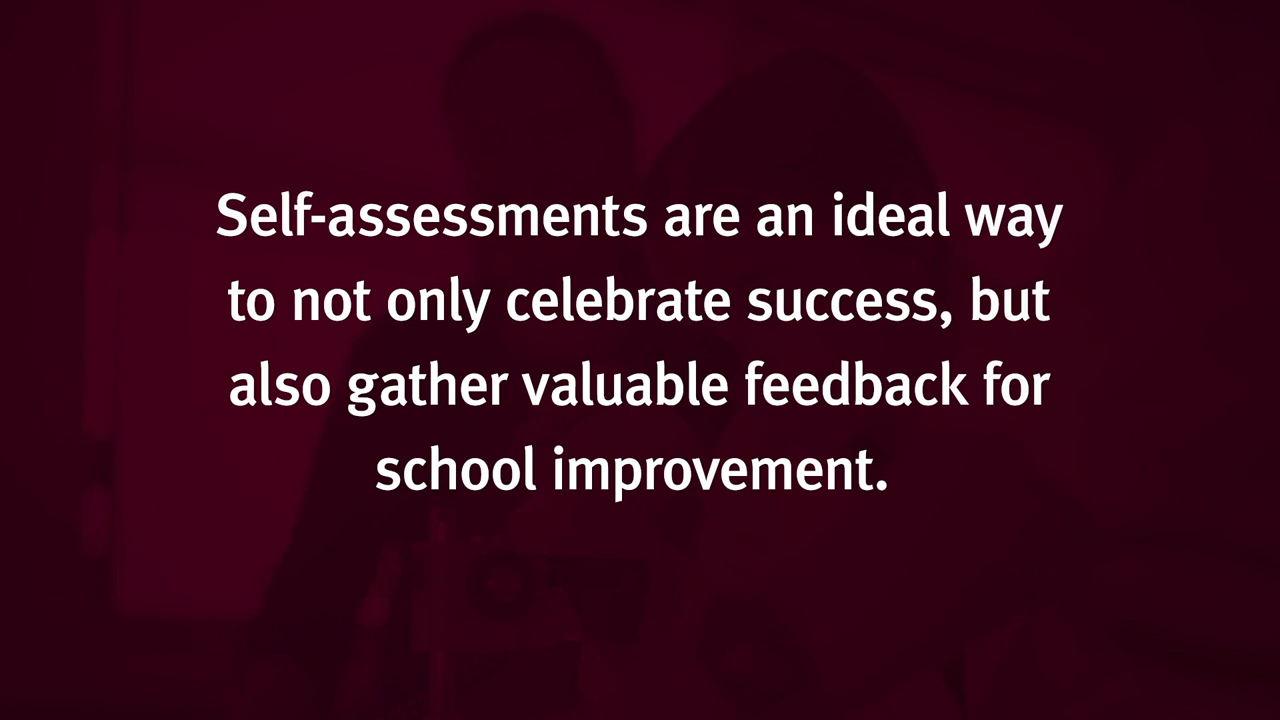 Self-assessments are an ideal way
to not only celebrate success, but
also gather valuable feedback for
school improvement.